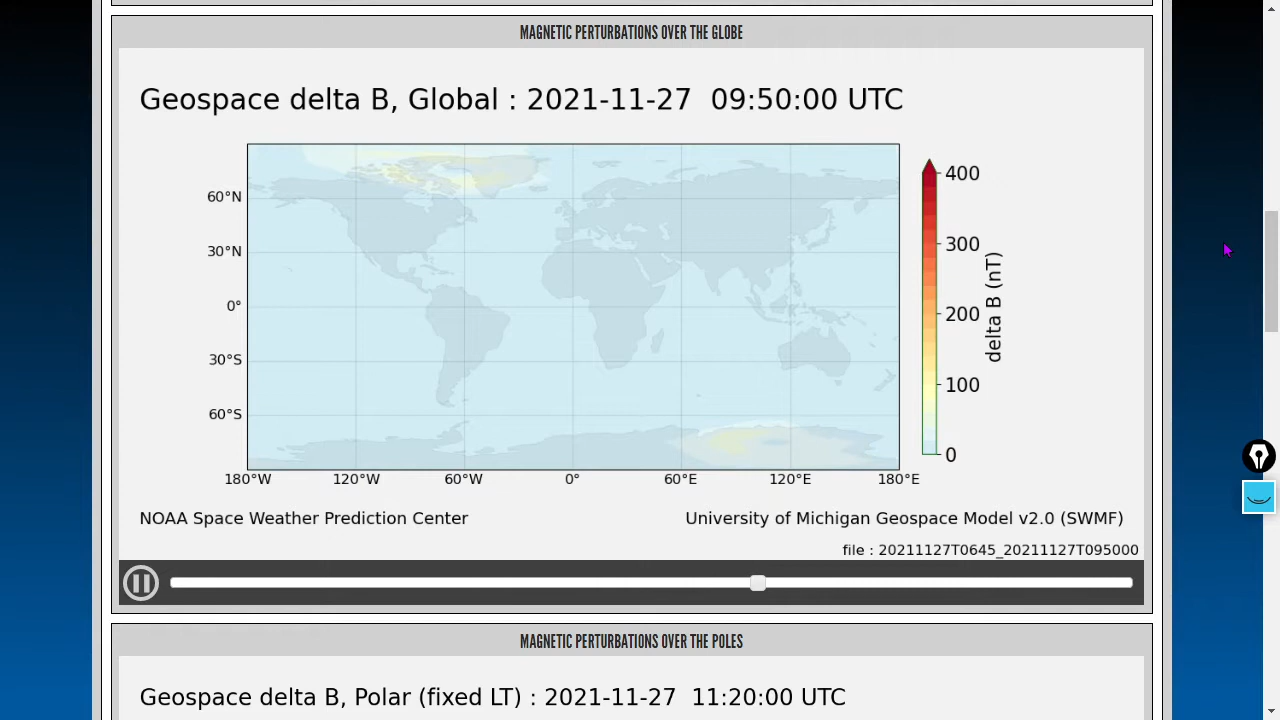 MAGNETIC PERTURBATIONS OVER THE GLOBE
Geospace delta B, Global : 2021-11-27 09:50:00 UTC
60°N
30°N
0°
30°S
60°S
180°W 120°W 60°W 0° 60°E 120°E 180°E
400
300
200
100
0
delta B (nT)
NOAA Space Weather Prediction Center
University of Michigan Geospace Model v2.0 (SWMF)
file : 20211127T0645_20211127T095000
MAGNETIC PERTURBATIONS OVER THE POLES
Geospace delta B, Polar (fixed LT) : 2021-11-27 11:20:00 UTC